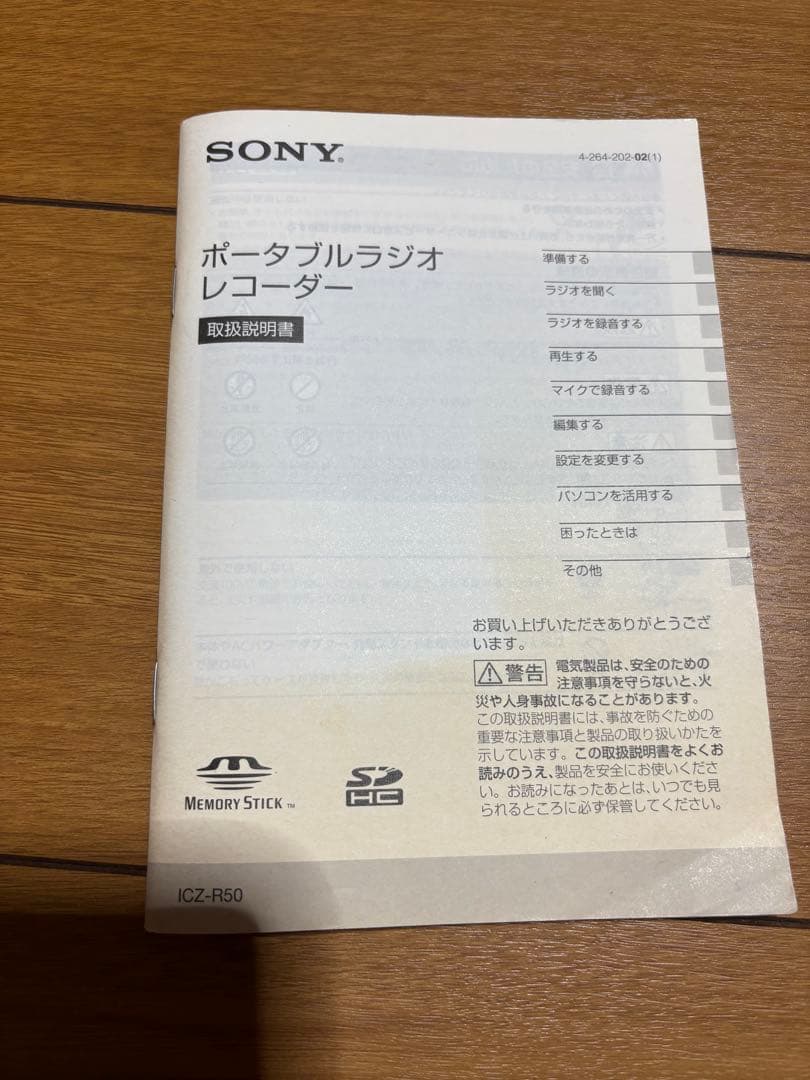 SONY®
4-264-202-02(1)
ポータブルラジオ
レコーダー
取扱説明書
準備する
ラジオを聞く
ラジオを録音する
再生する
マイクで録音する
編集する
設定を変更する
パソコンを活用する
困ったときは
その他
お買い上げいただきありがとうござ
います。
警告 電気製品は、安全のための
注意事項を守らないと、火
災や人身事故になることがあります。
この取扱説明書には、事故を防ぐための
重要な注意事項と製品の取り扱いかたを
示しています。この取扱説明書をよくお
読みのうえ、製品を安全にお使いくださ
い。お読みになったあとは、いつでも見
られるところに必ず保管してください。
MEMORY STICK ™
SD
HC
ICZ-R50